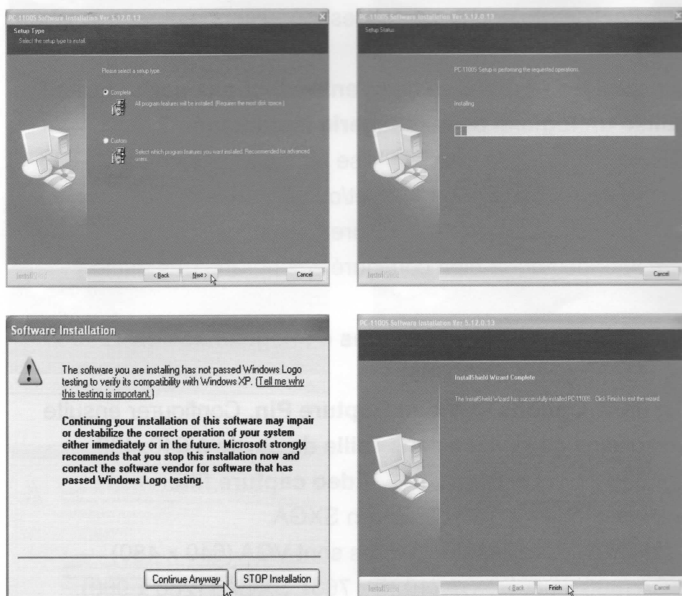 PC-1100S Software Installation Ver 5.12.0.13
Setup Type
Select the setup type to install.
Please select a setup type.
Complete
All program features will be installed. (Requires the most disk space.)
Custom
Select which program features you want installed. Recommended for advanced
users.
InstallShield
< Back
Next >
Cancel
PC-1100S Software Installation Ver 5.12.0.13
Setup Status
PC-1100S Setup is performing the requested operations.
Installing
InstallShield
Cancel
Software Installation
The software you are installing has not passed Windows Logo
testing to verify its compatibility with Windows XP. (Tell me why
this testing is important.)
Continuing your installation of this software may impair
or destabilize the correct operation of your system
either immediately or in the future. Microsoft strongly
recommends that you stop this installation now and
contact the software vendor for software that has
passed Windows Logo testing.
Continue Anyway
STOP Installation
PC-1100S Software Installation Ver 5.12.0.13
InstallShield Wizard Complete
The InstallShield Wizard has successfully installed PC-1100S. Click Finish to exit the wizard.
InstallShield
< Back
Finish
Cancel